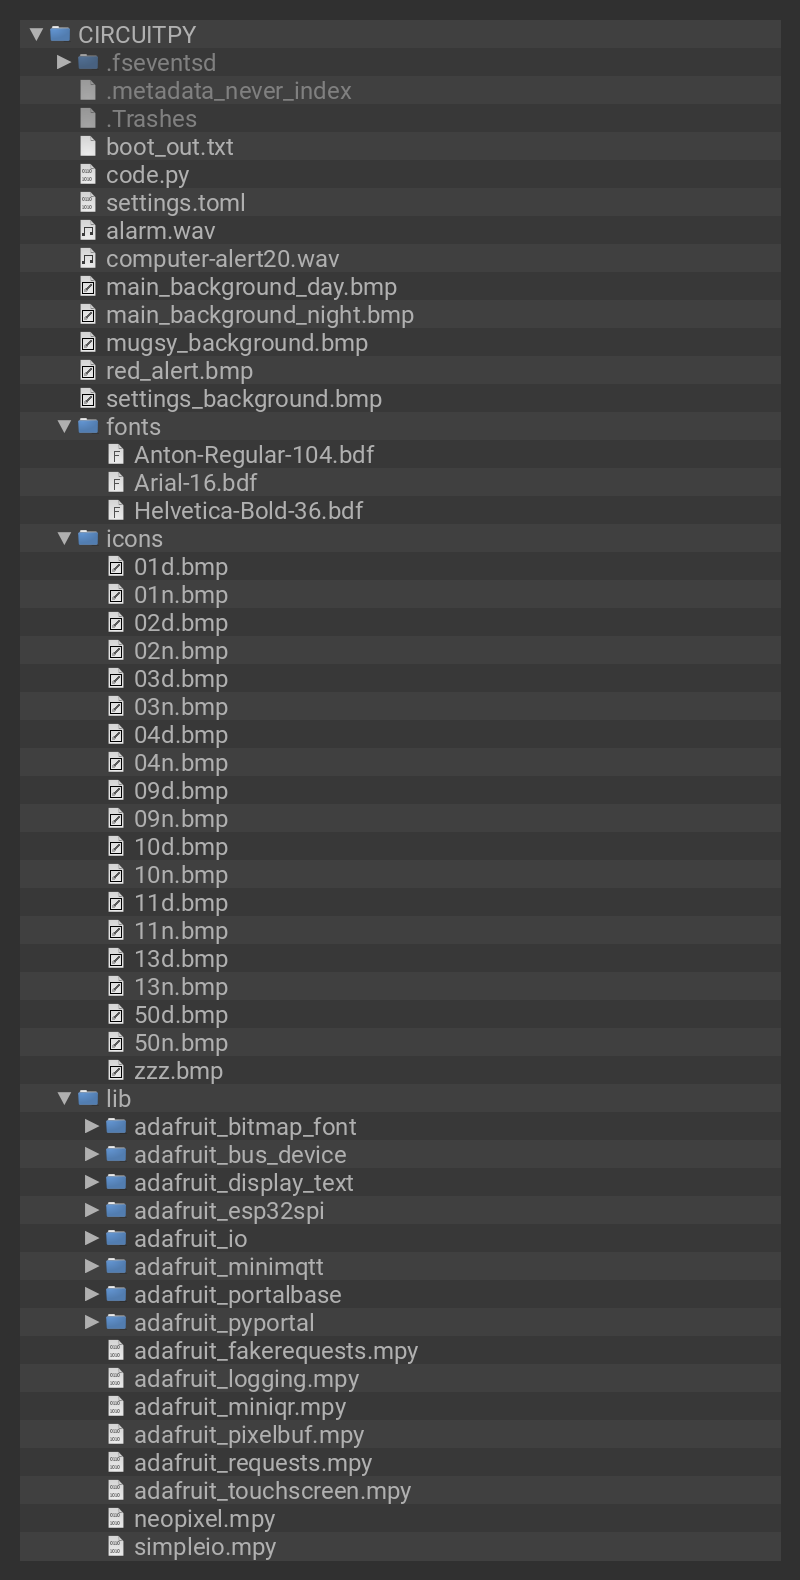 CIRCUITPY
.fseventsd
.metadata_never_index
.Trashes
boot_out.txt
code.py
settings.toml
alarm.wav
computer-alert20.wav
main_background_day.bmp
main_background_night.bmp
mugsy_background.bmp
red_alert.bmp
settings_background.bmp
fonts
Anton-Regular-104.bdf
Arial-16.bdf
Helvetica-Bold-36.bdf
icons
01d.bmp
01n.bmp
02d.bmp
02n.bmp
03d.bmp
03n.bmp
04d.bmp
04n.bmp
09d.bmp
09n.bmp
10d.bmp
10n.bmp
11d.bmp
11n.bmp
13d.bmp
13n.bmp
50d.bmp
50n.bmp
zzz.bmp
lib
adafruit_bitmap_font
adafruit_bus_device
adafruit_display_text
adafruit_esp32spi
adafruit_io
adafruit_minimqtt
adafruit_portalbase
adafruit_pyportal
adafruit_fakerequests.mpy
adafruit_logging.mpy
adafruit_miniqr.mpy
adafruit_pixelbuf.mpy
adafruit_requests.mpy
adafruit_touchscreen.mpy
neopixel.mpy
simpleio.mpy